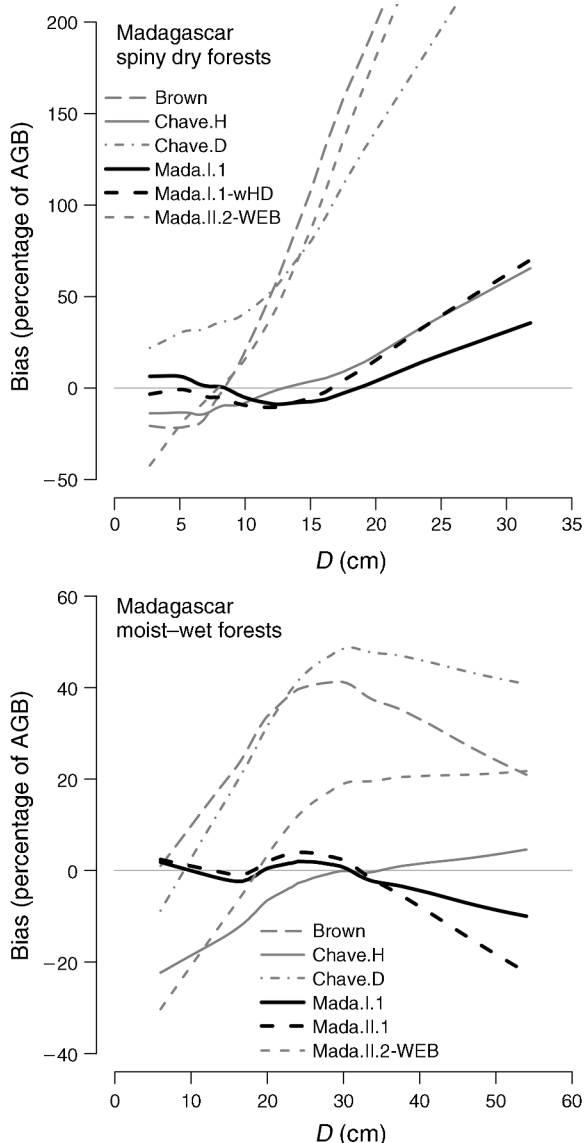 Madagascar
spiny dry forests
Brown
Chave.H
Chave.D
Mada.I.1
Mada.I.1-wHD
Mada.II.2-WEB
Bias (percentage of AGB)
200
150
100
50
0
−50
0 5 10 15 20 25 30 35
D (cm)
Madagascar
moist–wet forests
Bias (percentage of AGB)
60
40
20
0
−20
−40
Brown
Chave.H
Chave.D
Mada.I.1
Mada.II.1
Mada.II.2-WEB
0 10 20 30 40 50 60
D (cm)